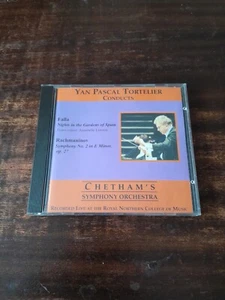 YAN PASCAL TORTELIER
CONDUCTS
Falla
Nights in the Gardens of Spain
Rachmaninov
Symphony No. 2 in E Minor
op. 27
CHETHAM'S
SYMPHONY ORCHESTRA
RECORDED LIVE AT THE ROYAL NORTHERN COLLEGE OF MUSIC